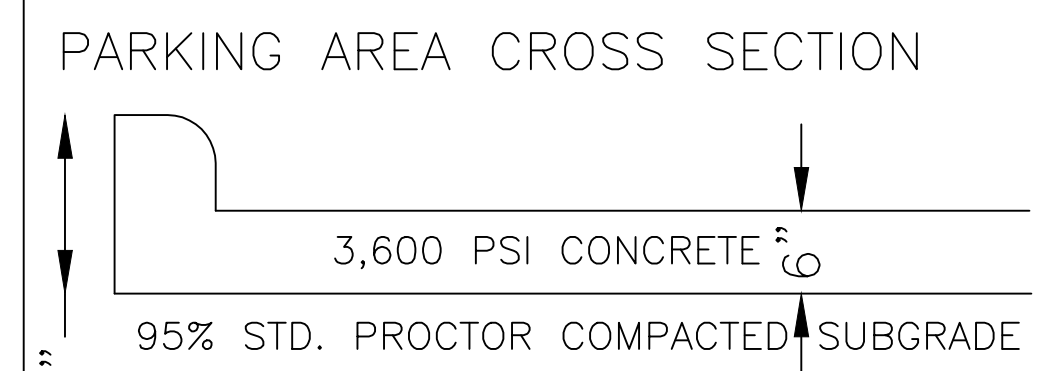 PARKING AREA CROSS SECTION
3,600 PSI CONCRETE
6"
95% STD. PROCTOR COMPACTED SUBGRADE
"